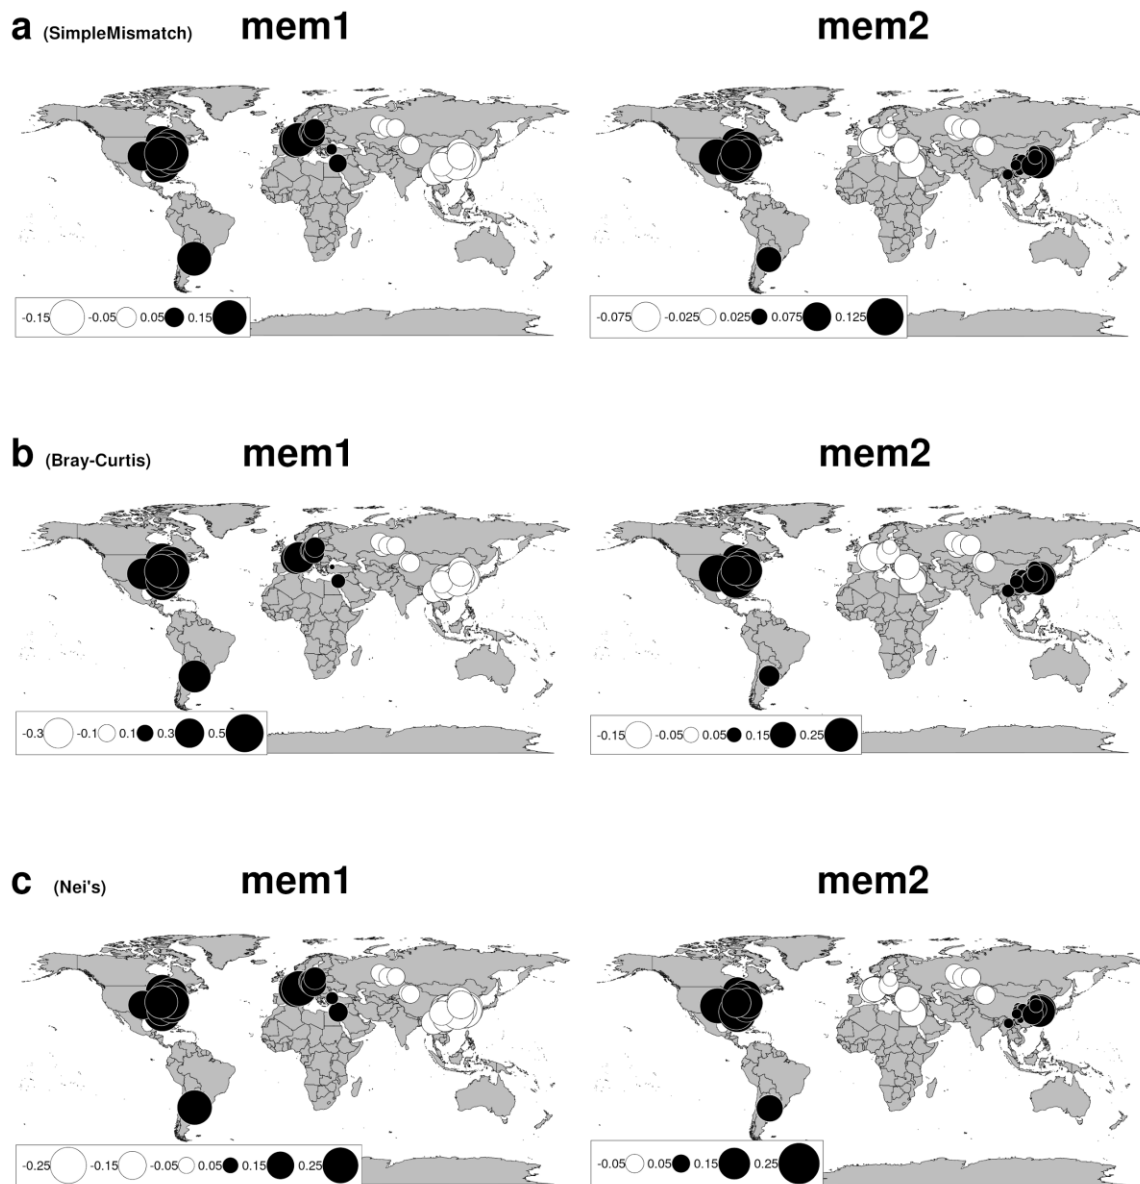 a (SimpleMismatch) mem1 mem2
-0.15 -0.05 0.05 0.15
-0.075 -0.025 0.025 0.075 0.125
b (Bray-Curtis) mem1 mem2
-0.3 -0.1 0.1 0.3 0.5
-0.15 -0.05 0.05 0.15 0.25
c (Nei's) mem1 mem2
-0.25 -0.15 -0.05 0.05 0.15 0.25
-0.05 0.05 0.15 0.25